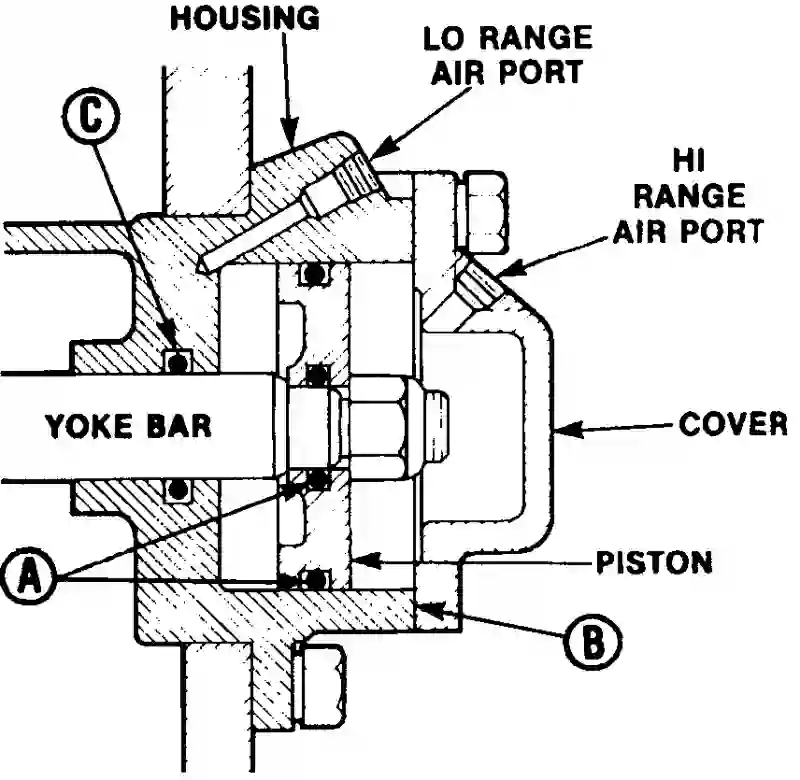 HOUSING
LO RANGE
AIR PORT
C
HI
RANGE
AIR PORT
YOKE BAR
COVER
A
PISTON
B